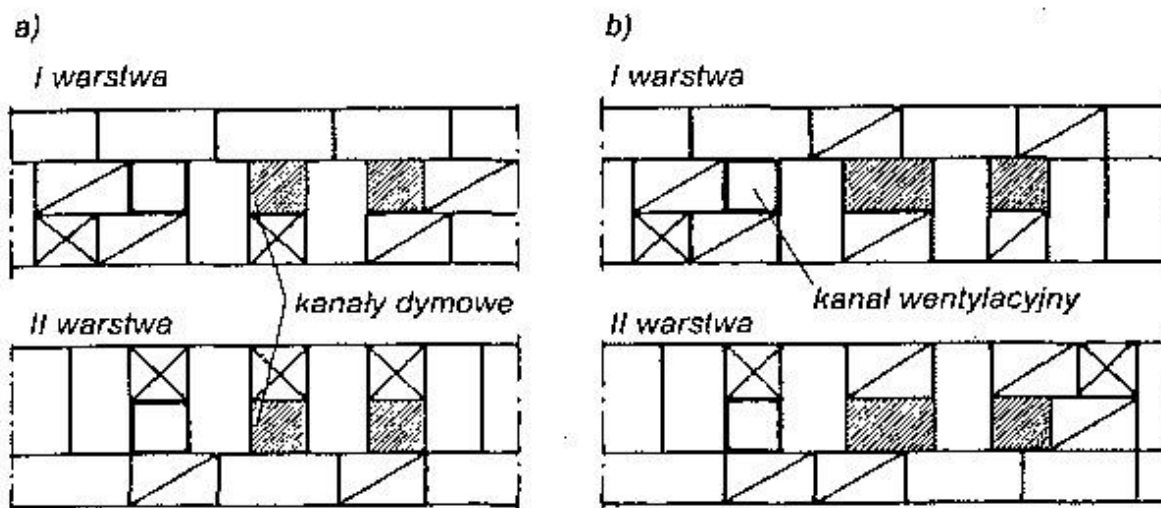 a)
I warstwa
kanały dymowe
II warstwa
b)
I warstwa
kanał wentylacyjny
II warstwa